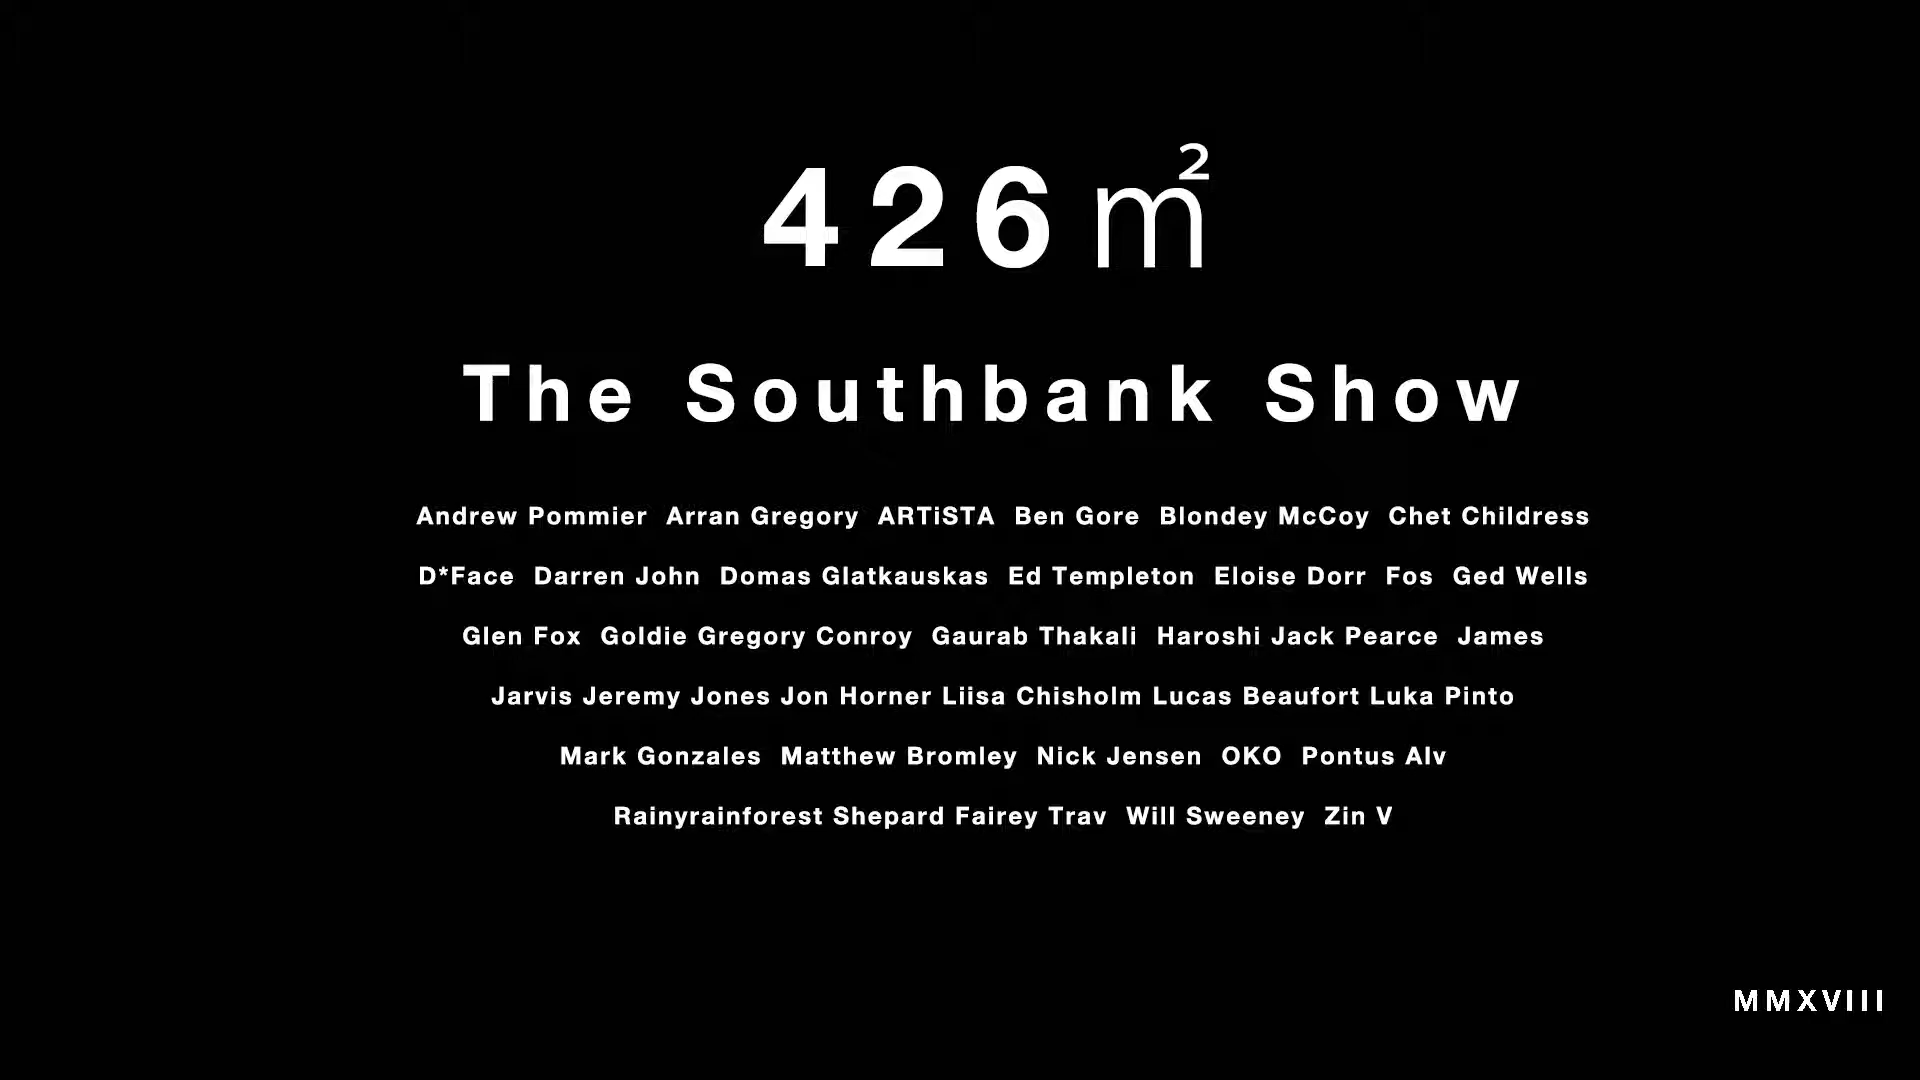 426㎡
The Southbank Show
Andrew Pommier Arran Gregory ARTiSTA Ben Gore Blondey McCoy Chet Childress
D*Face Darren John Domas Glatkauskas Ed Templeton Eloise Dorr Fos Ged Wells
Glen Fox Goldie Gregory Conroy Gaurab Thakali Haroshi Jack Pearce James
Jarvis Jeremy Jones Jon Horner Liisa Chisholm Lucas Beaufort Luka Pinto
Mark Gonzales Matthew Bromley Nick Jensen OKO Pontus Alv
Rainyrainforest Shepard Fairey Trav Will Sweeney Zin V
MMXVIII